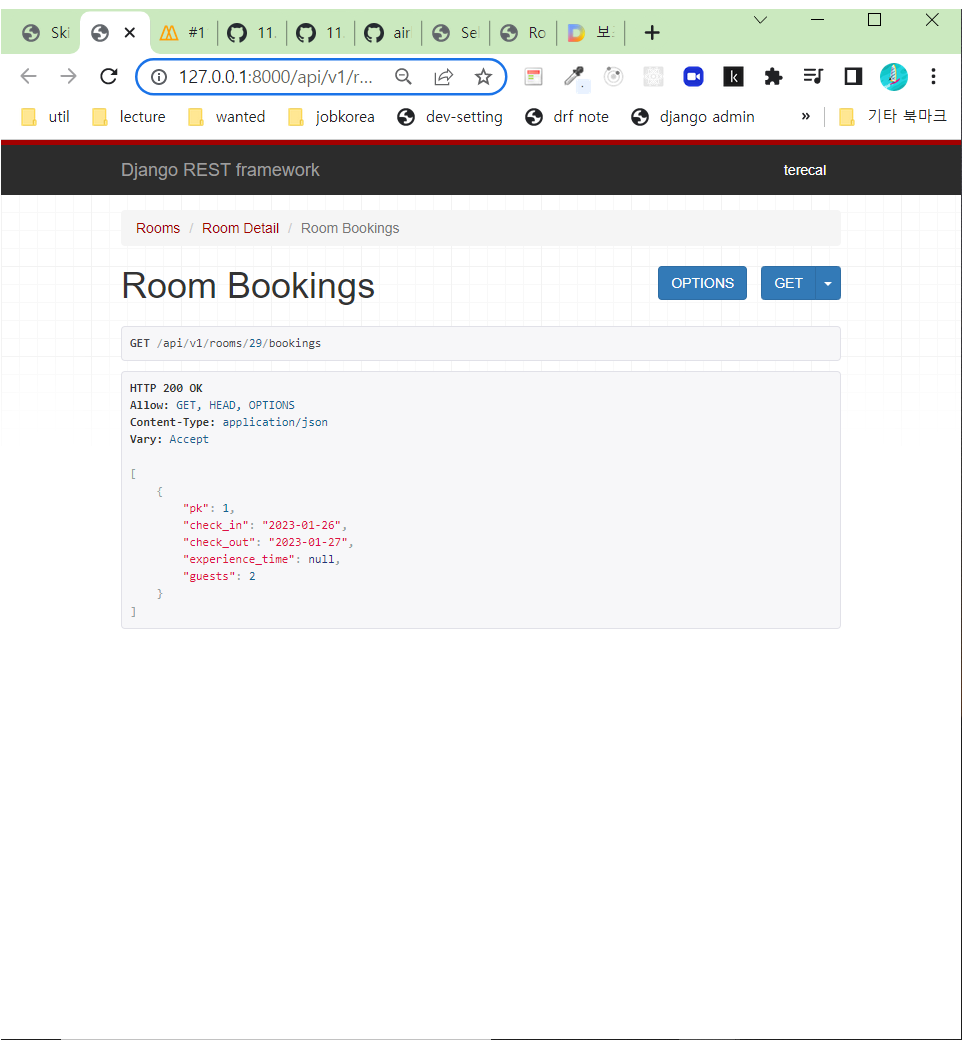 Ski #1 11. 11. air Se Ro 보
127.0.0.1:8000/api/v1/r...
util lecture wanted jobkorea dev-setting drf note django admin » 기타 북마크
Django REST framework terecal
Rooms / Room Detail / Room Bookings
Room Bookings OPTIONS GET
GET /api/v1/rooms/29/bookings
HTTP 200 OK
Allow: GET, HEAD, OPTIONS
Content-Type: application/json
Vary: Accept
[
{
"pk": 1,
"check_in": "2023-01-26",
"check_out": "2023-01-27",
"experience_time": null,
"guests": 2
}
]